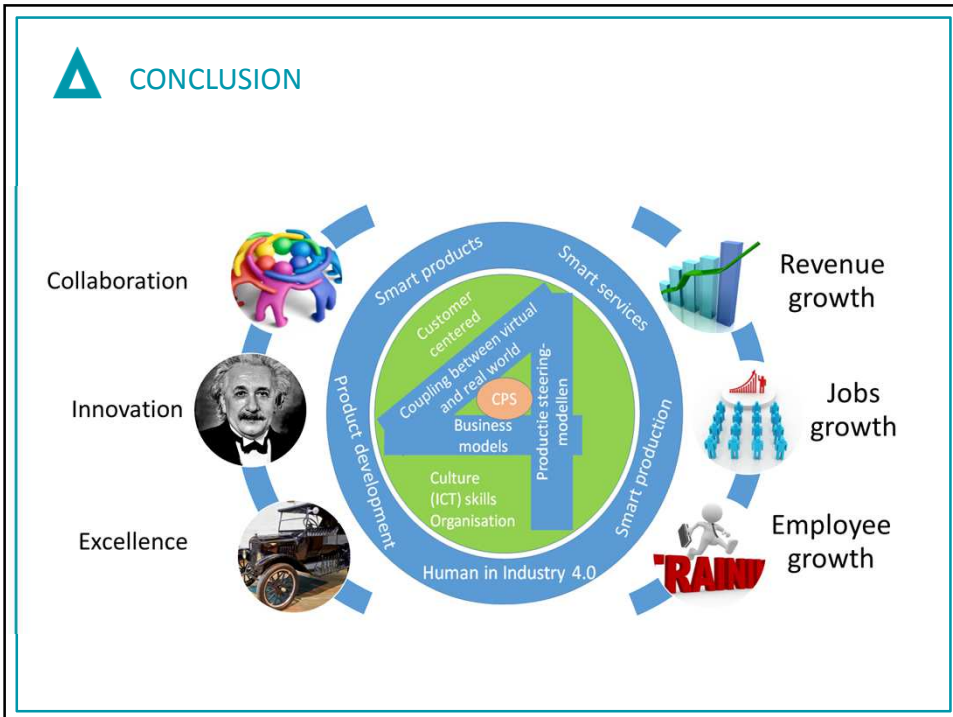 CONCLUSION
Collaboration
Innovation
Excellence
Smart products
Smart services
Product development
Smart production
Human in Industry 4.0
Customer
centered
Coupling between virtual
and real world
CPS
Business
models
Productie steering-
modellen
Culture
(ICT) skills
Organisation
Revenue
growth
Jobs
growth
Employee
growth
TRAINI